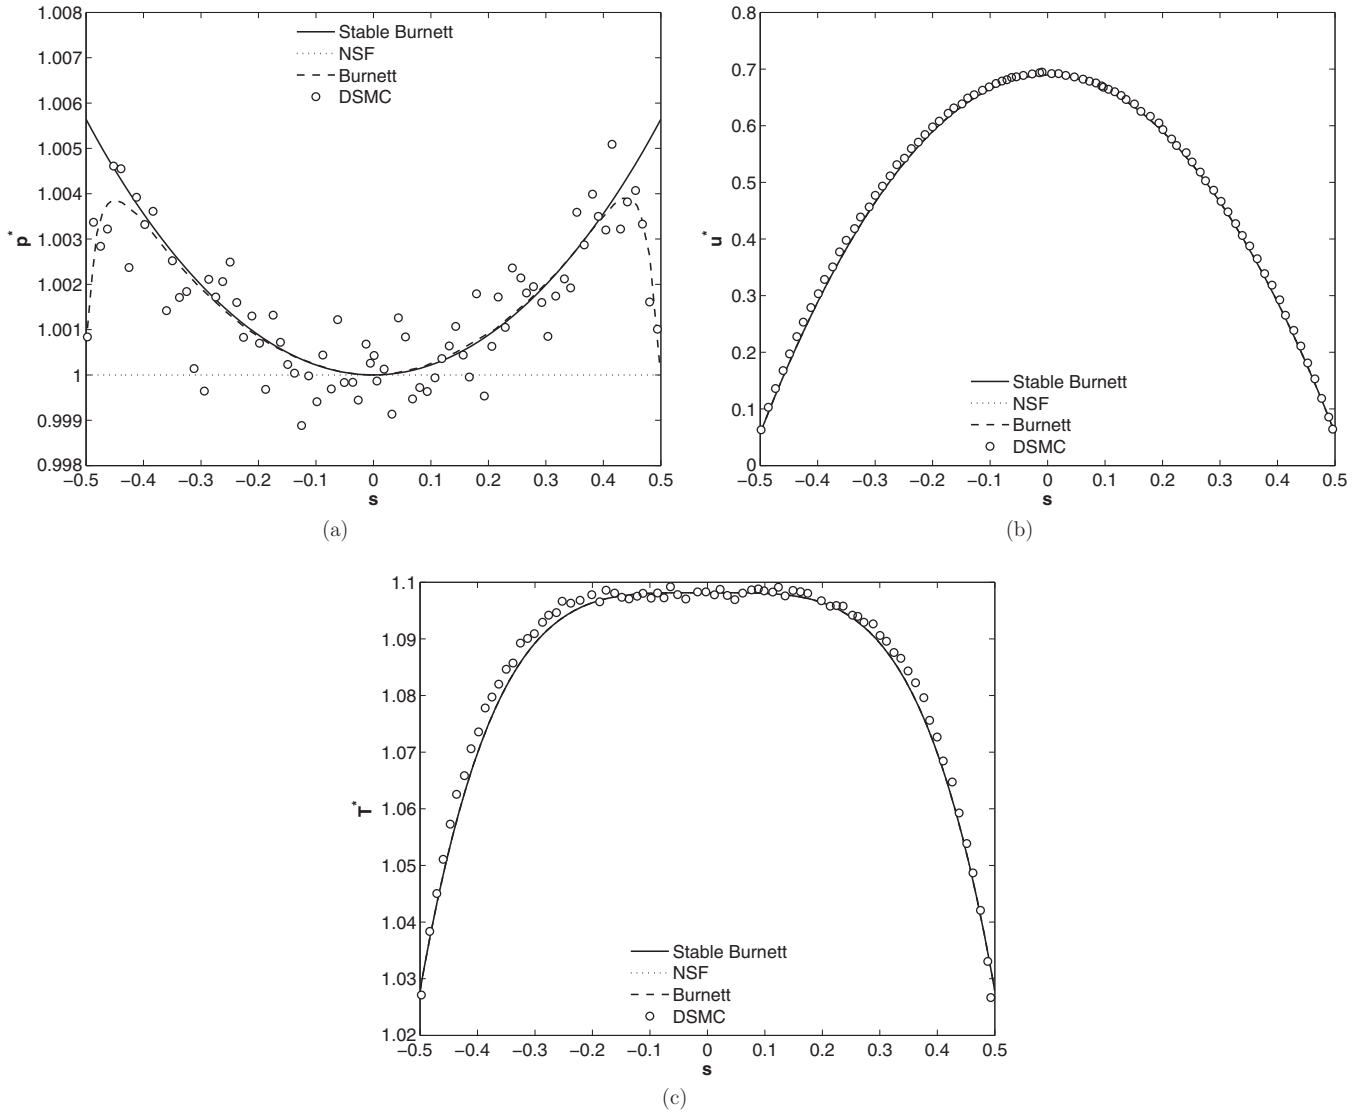 1.008
1.007
1.006
1.005
1.004
1.003
1.002
1.001
1
0.999
0.998
p*
−0.5 −0.4 −0.3 −0.2 −0.1 0 0.1 0.2 0.3 0.4 0.5
s
Stable Burnett
NSF
Burnett
DSMC
(a)
0.8
0.7
0.6
0.5
0.4
0.3
0.2
0.1
0
u*
−0.5 −0.4 −0.3 −0.2 −0.1 0 0.1 0.2 0.3 0.4 0.5
s
Stable Burnett
NSF
Burnett
DSMC
(b)
1.1
1.09
1.08
1.07
1.06
1.05
1.04
1.03
1.02
T*
−0.5 −0.4 −0.3 −0.2 −0.1 0 0.1 0.2 0.3 0.4 0.5
s
Stable Burnett
NSF
Burnett
DSMC
(c)